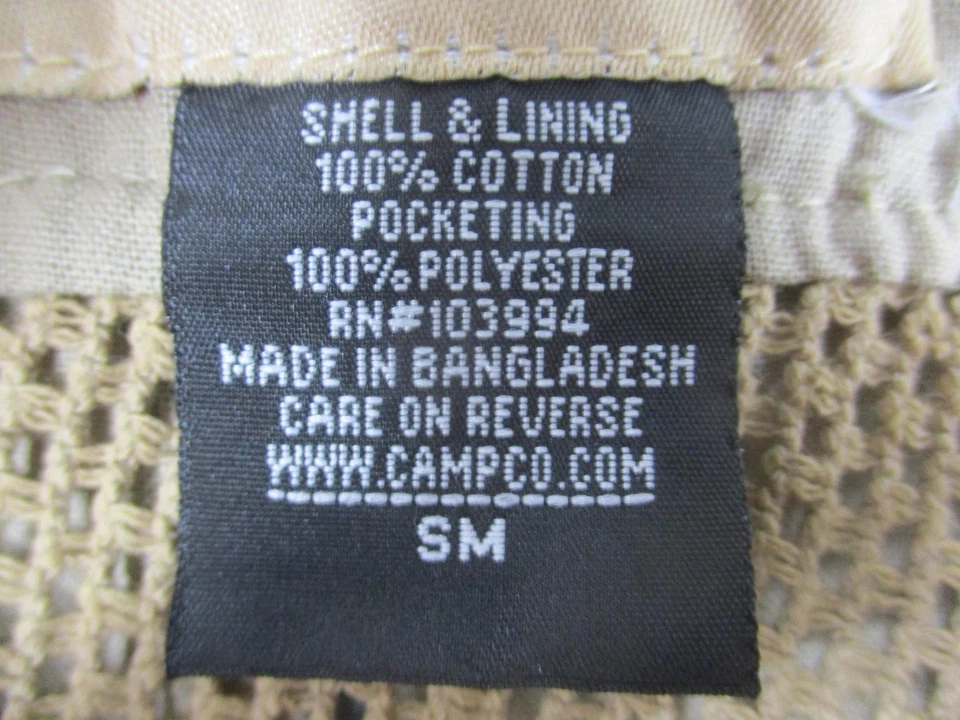 SHELL & LINING
100% COTTON
POCKETING
100% POLYESTER
RN#103994
MADE IN BANGLADESH
CARE ON REVERSE
WWW.CAMPCO.COM
SM